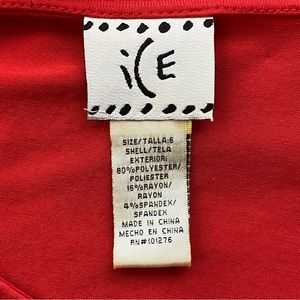 iCE
SIZE/TALLA:6
SHELL/TELA
EXTERIOR:
80%POLYESTER/
POLIESTER
16%RAYON/
RAYON
4%SPANDEX/
SPANDEX
MADE IN CHINA
HECHO EN CHINA
RN#101276